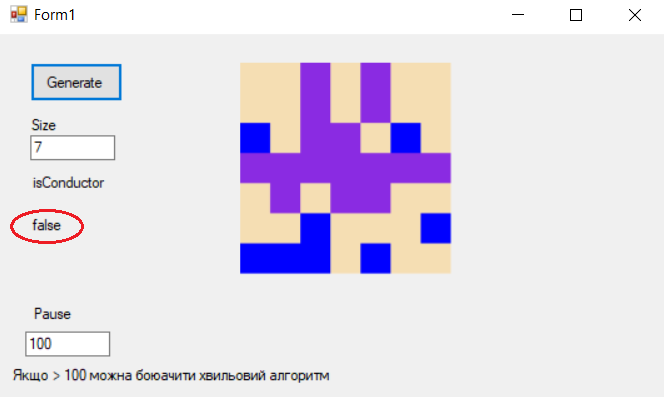 Form1
Generate
Size
7
isConductor
false
Pause
100
Якщо > 100 можна боюачити хвильовий алгоритм